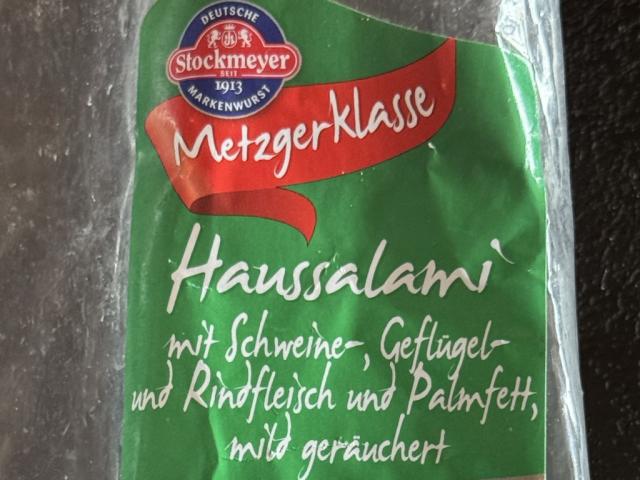 DEUTSCHE
Stockmeyer
SEIT
1913
MARKENWURST
Metzgerklasse
Haussalami
mit Schweine-, Geflügel-
und Rindfleisch und Palmfett,
mild geräuchert